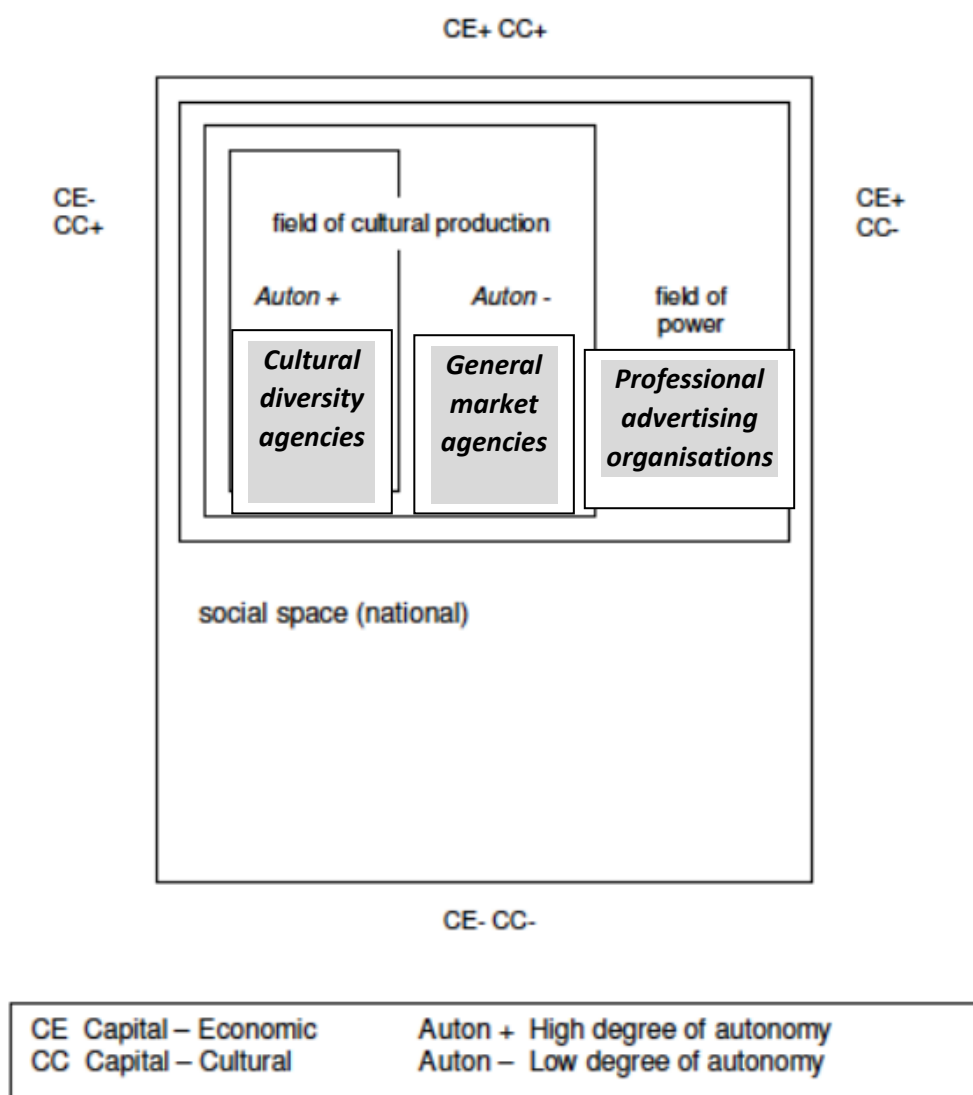 CE+ CC+
CE-
CC+
CE+
CC-
field of cultural production
Auton +
Auton -
field of
power
Cultural
diversity
agencies
General
market
agencies
Professional
advertising
organisations
social space (national)
CE- CC-
CE Capital – Economic
Auton + High degree of autonomy
CC Capital – Cultural
Auton – Low degree of autonomy